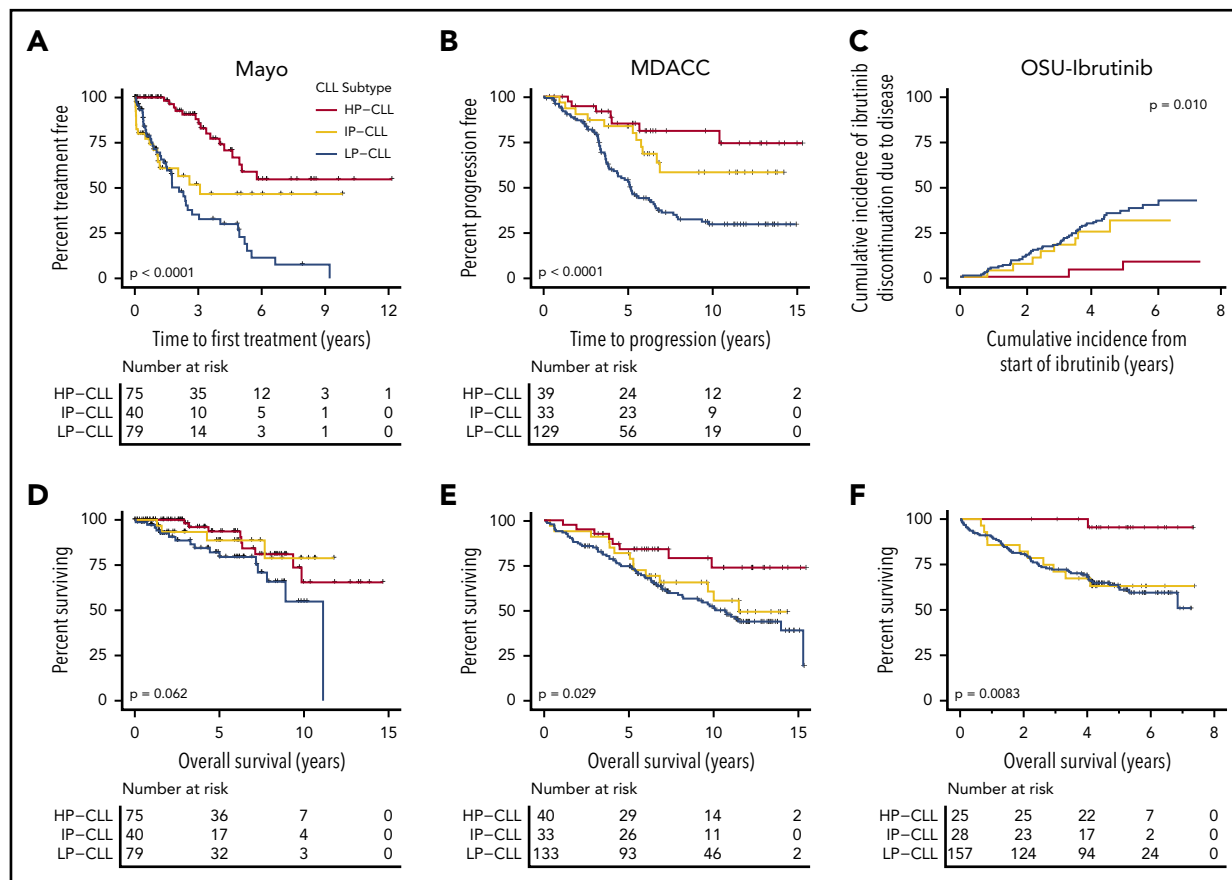 A
Mayo
CLL Subtype
HP–CLL
IP–CLL
LP–CLL
Percent treatment free
100
75
50
25
0
p < 0.0001
0 3 6 9 12
Time to first treatment (years)
Number at risk
HP–CLL 75 35 12 3 1
IP–CLL 40 10 5 1 0
LP–CLL 79 14 3 1 0
B
MDACC
Percent progression free
100
75
50
25
0
p < 0.0001
0 5 10 15
Time to progression (years)
Number at risk
HP–CLL 39 24 12 2
IP–CLL 33 23 9 0
LP–CLL 129 56 19 0
C
OSU-Ibrutinib
Cumulative incidence of ibrutinib
discontinuation due to disease
100
75
50
25
0
p = 0.010
0 2 4 6 8
Cumulative incidence from
start of ibrutinib (years)
D
Percent surviving
100
75
50
25
0
p = 0.062
0 5 10 15
Overall survival (years)
Number at risk
HP–CLL 75 36 7 0
IP–CLL 40 17 4 0
LP–CLL 79 32 3 0
E
Percent surviving
100
75
50
25
0
p = 0.029
0 5 10 15
Overall survival (years)
Number at risk
HP–CLL 40 29 14 2
IP–CLL 33 26 11 0
LP–CLL 133 93 46 2
F
Percent surviving
100
75
50
25
0
p = 0.0083
0 2 4 6 8
Overall survival (years)
Number at risk
HP–CLL 25 25 22 7 0
IP–CLL 28 23 17 2 0
LP–CLL 157 124 94 24 0